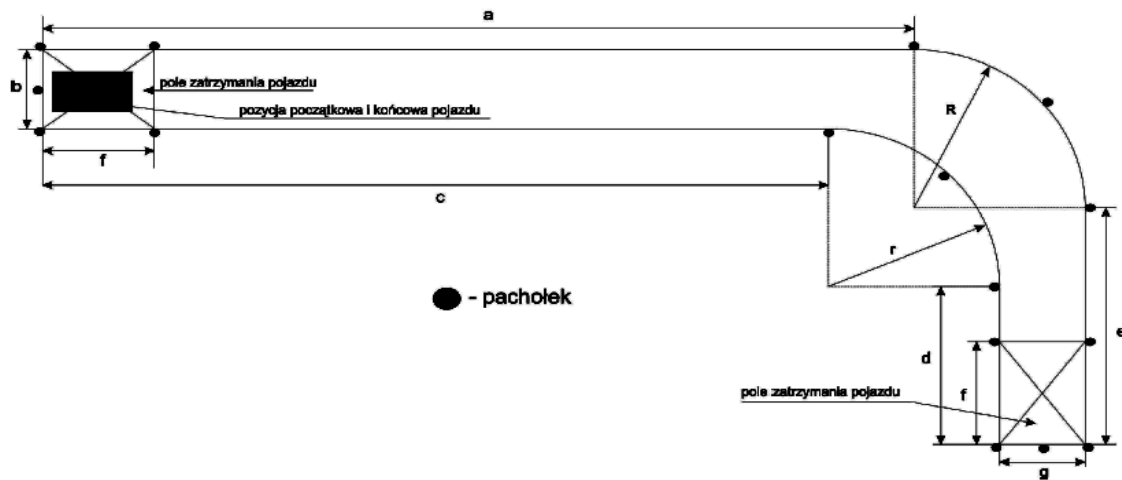 a
b
pole zatrzymania pojazdu
pozycja początkowa i końcowa pojazdu
R
f
c
r
- pachołek
e
d
f
pole zatrzymania pojazdu
g